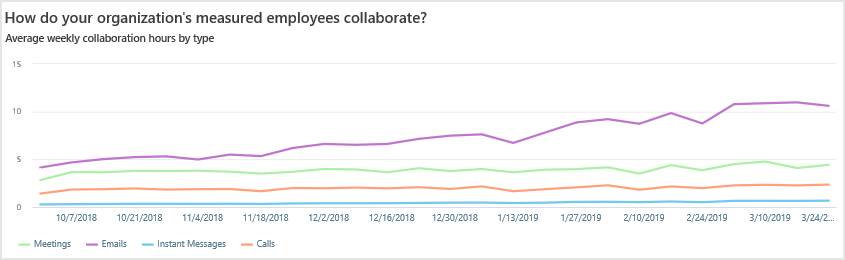 How do your organization's measured employees collaborate?
Average weekly collaboration hours by type
15
10
5
0
10/7/2018 10/21/2018 11/4/2018 11/18/2018 12/2/2018 12/16/2018 12/30/2018 1/13/2019 1/27/2019 2/10/2019 2/24/2019 3/10/2019 3/24/2...
Meetings Emails Instant Messages Calls